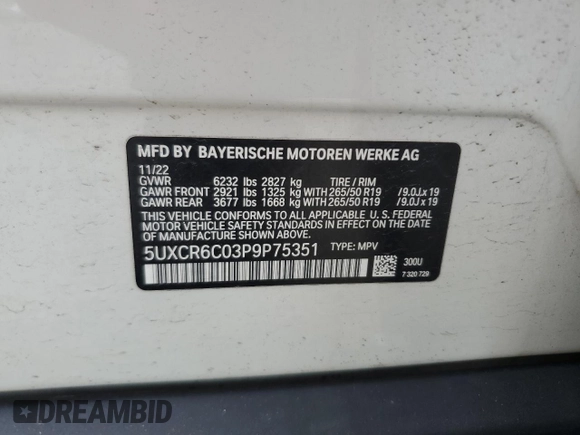 MFD BY BAYERISCHE MOTOREN WERKE AG
11/22
GVWR 6232 lbs 2827 kg TIRE / RIM
GAWR FRONT 2921 lbs 1325 kg WITH 265/50 R19 /9.0Jx19
GAWR REAR 3677 lbs 1668 kg WITH 265/50 R19 /9.0Jx19
THIS VEHICLE CONFORMS TO ALL APPLICABLE U. S. FEDERAL
MOTOR VEHICLE SAFETY STANDARDS IN EFFECT ON THE
DATE OF MANUFACTURE SHOWN ABOVE.
5UXCR6C03P9P75351 TYPE: MPV
300U
7 320 729
DREAMBID